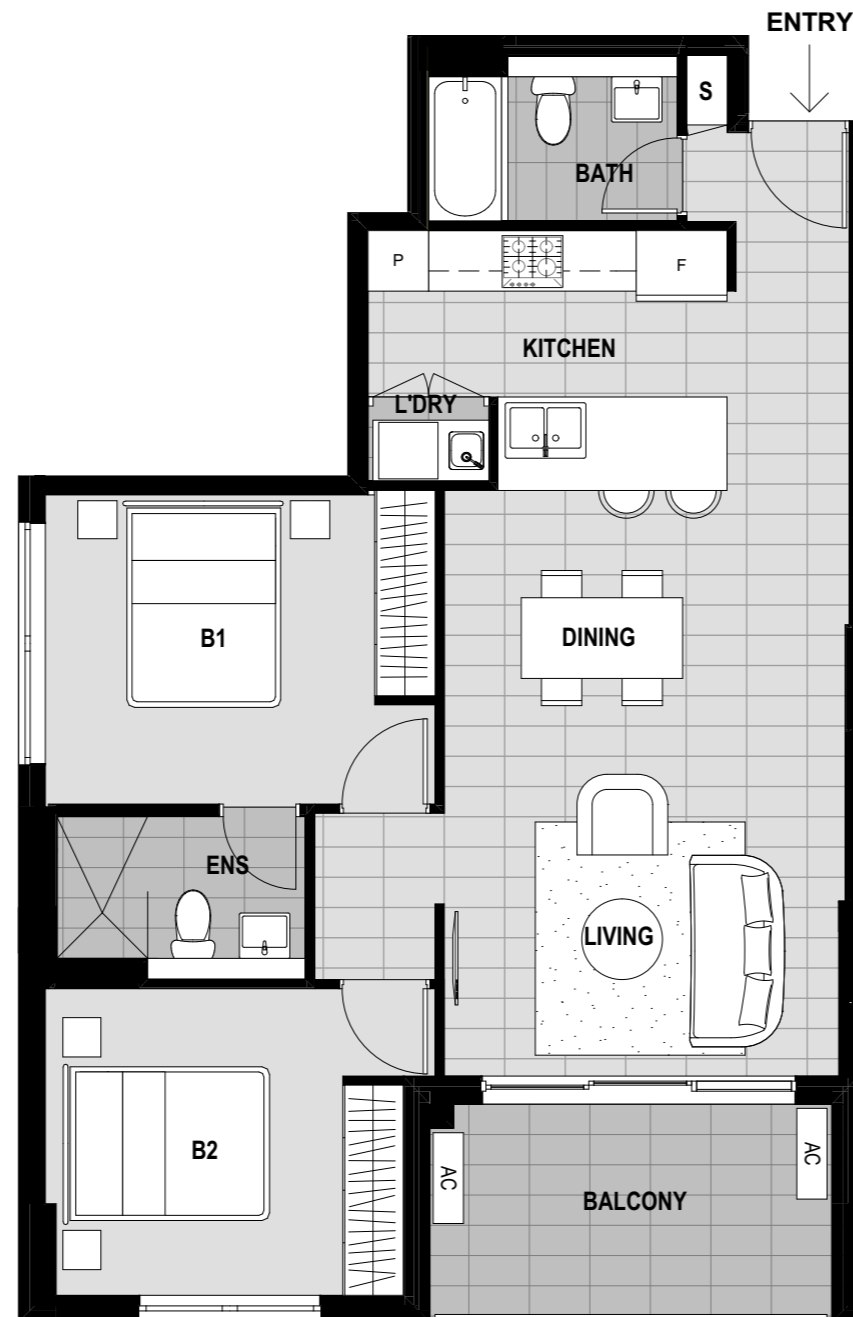 ENTRY
S
BATH
P
F
KITCHEN
L'DRY
B1
DINING
ENS
LIVING
B2
AC
AC
BALCONY